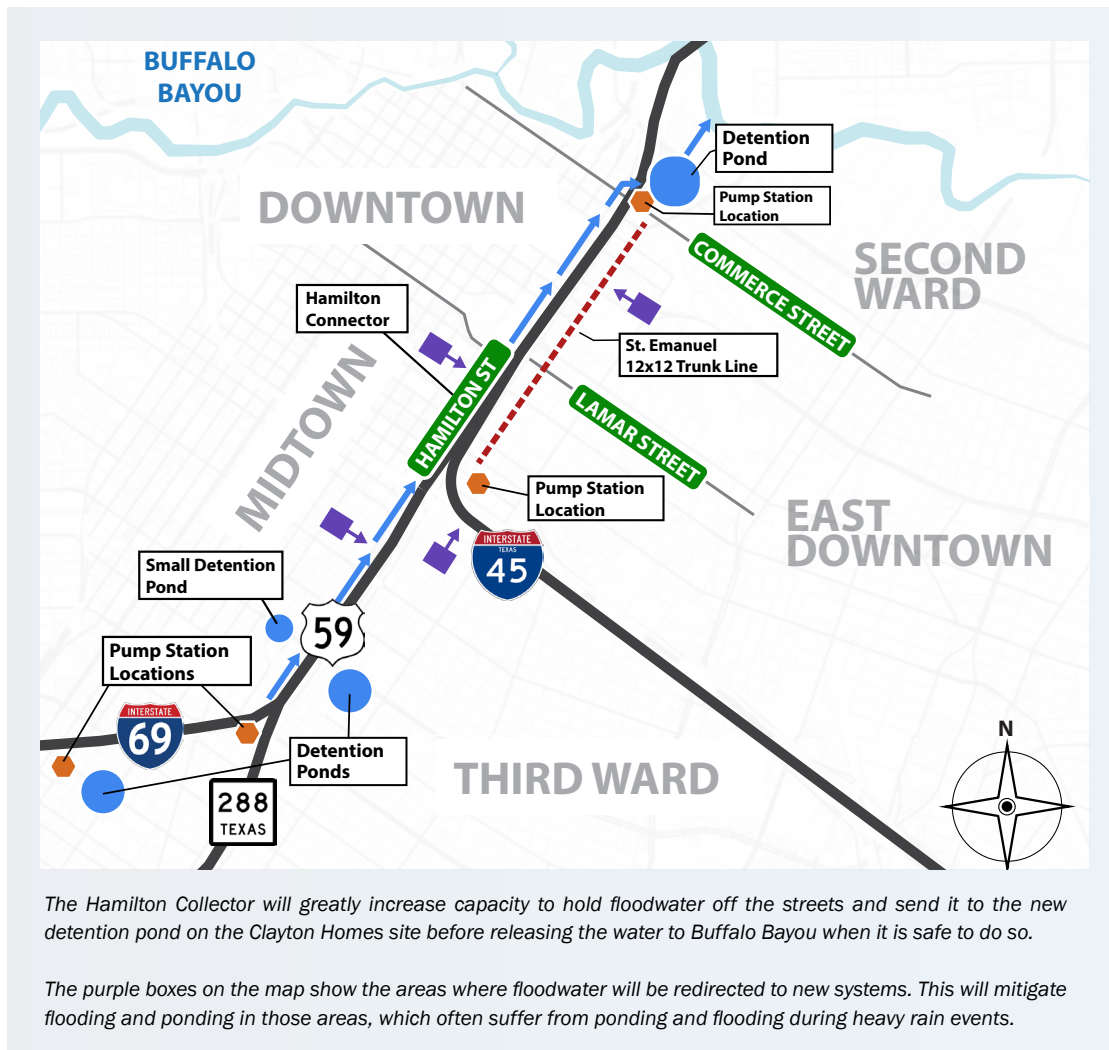 BUFFALO
BAYOU
Detention
Pond
DOWNTOWN
Pump Station
Location
COMMERCE STREET
SECOND
WARD
Hamilton
Connector
St. Emanuel
12x12 Trunk Line
HAMILTON ST
MIDTOWN
LAMAR STREET
Pump Station
Location
EAST
DOWNTOWN
INTERSTATE
TEXAS
45
Small Detention
Pond
59
Pump Station
Locations
INTERSTATE
69
Detention
Ponds
THIRD WARD
288
TEXAS
N
The Hamilton Collector will greatly increase capacity to hold floodwater off the streets and send it to the new
detention pond on the Clayton Homes site before releasing the water to Buffalo Bayou when it is safe to do so.
The purple boxes on the map show the areas where floodwater will be redirected to new systems. This will mitigate
flooding and ponding in those areas, which often suffer from ponding and flooding during heavy rain events.